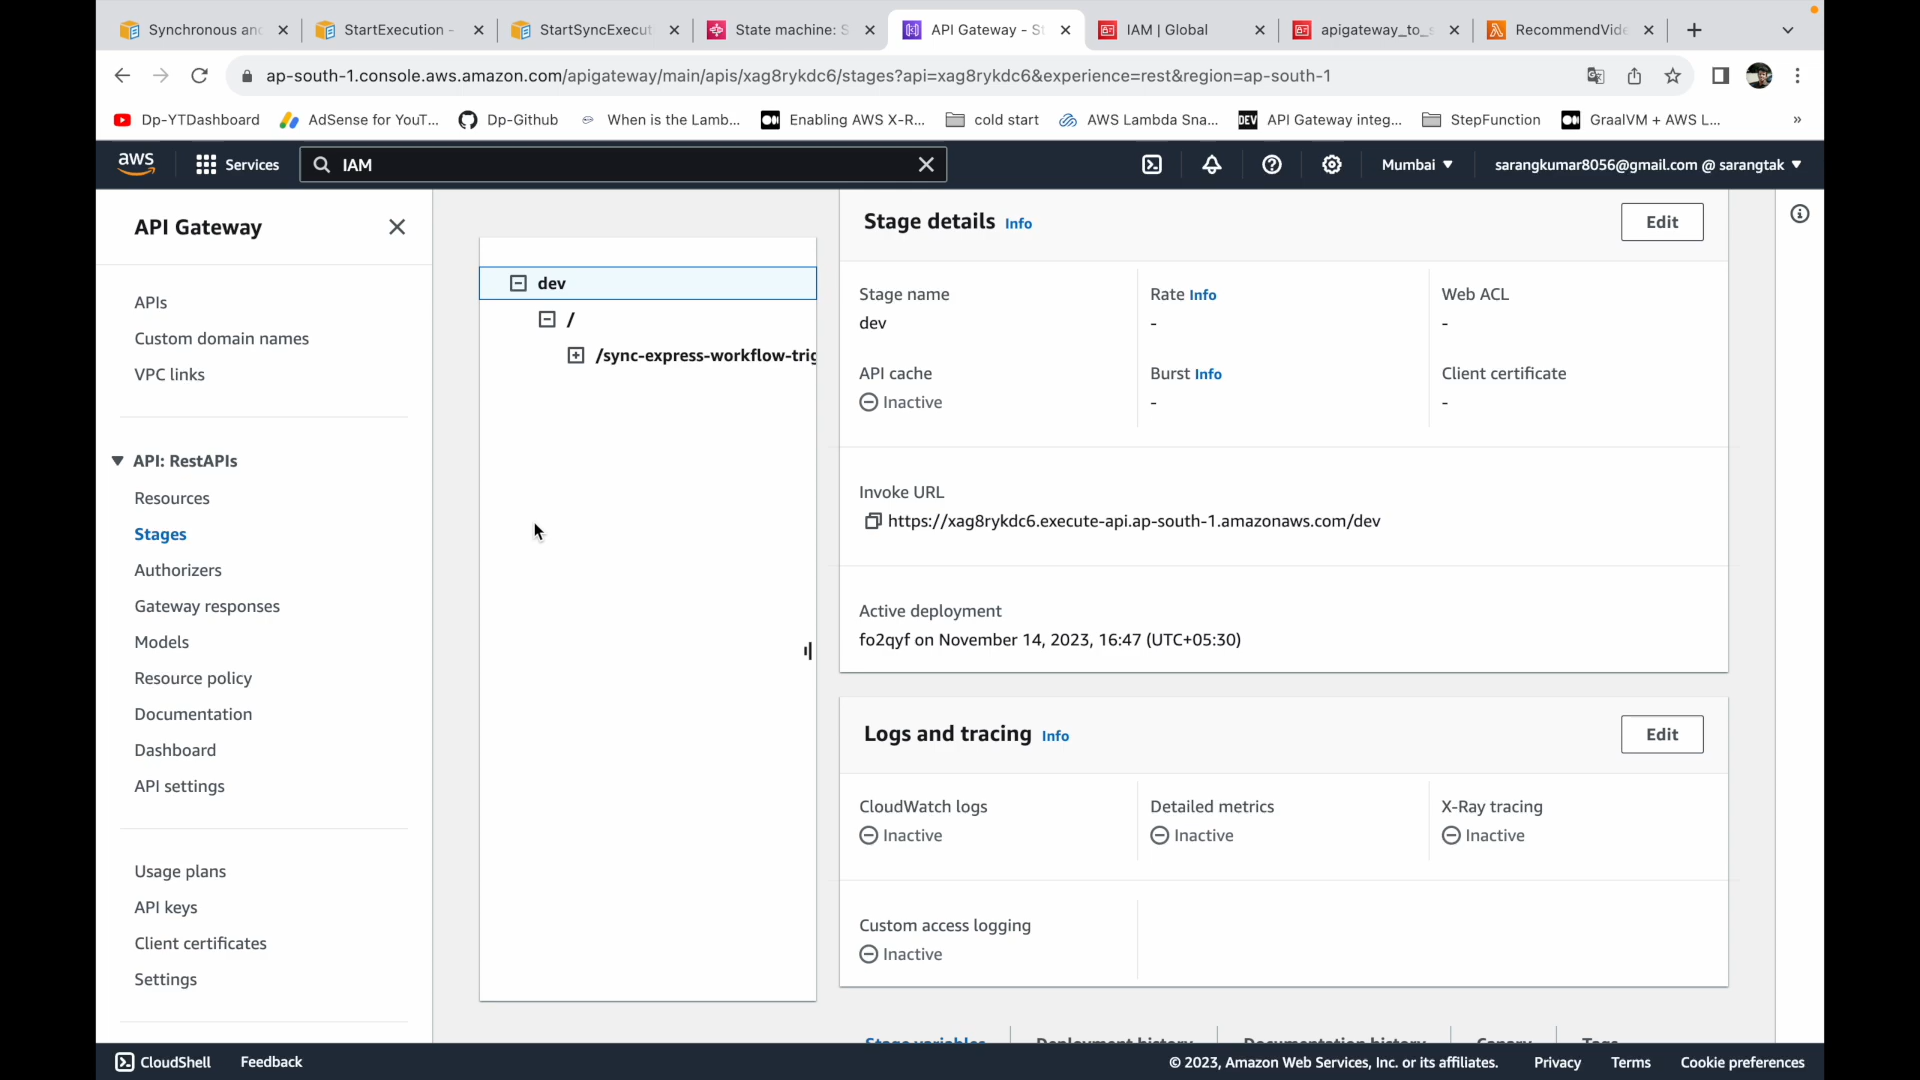 Synchronous an
StartExecution -
StartSyncExecut
State machine: S
API Gateway - St
IAM | Global
apigateway_to_s
RecommendVide
ap-south-1.console.aws.amazon.com/apigateway/main/apis/xag8rykdc6/stages?api=xag8rykdc6&experience=rest&region=ap-south-1
Dp-YTDashboard
AdSense for YouT...
Dp-Github
When is the Lamb...
Enabling AWS X-R...
cold start
AWS Lambda Sna...
DEV
API Gateway integ...
StepFunction
GraalVM + AWS L...
»
aws
Services
IAM
Mumbai
sarangkumar8056@gmail.com @ sarangtak
API Gateway
APIs
Custom domain names
VPC links
API: RestAPIs
Resources
Stages
Authorizers
Gateway responses
Models
Resource policy
Documentation
Dashboard
API settings
Usage plans
API keys
Client certificates
Settings
dev
/
/sync-express-workflow-trig
Stage details Info
Edit
Stage name
dev
Rate Info
-
Web ACL
-
API cache
Inactive
Burst Info
-
Client certificate
-
Invoke URL
https://xag8rykdc6.execute-api.ap-south-1.amazonaws.com/dev
Active deployment
fo2qyf on November 14, 2023, 16:47 (UTC+05:30)
Logs and tracing Info
Edit
CloudWatch logs
Inactive
Detailed metrics
Inactive
X-Ray tracing
Inactive
Custom access logging
Inactive
Stage variables
Deployment history
Documentation history
Canary
Tags
CloudShell
Feedback
© 2023, Amazon Web Services, Inc. or its affiliates.
Privacy
Terms
Cookie preferences